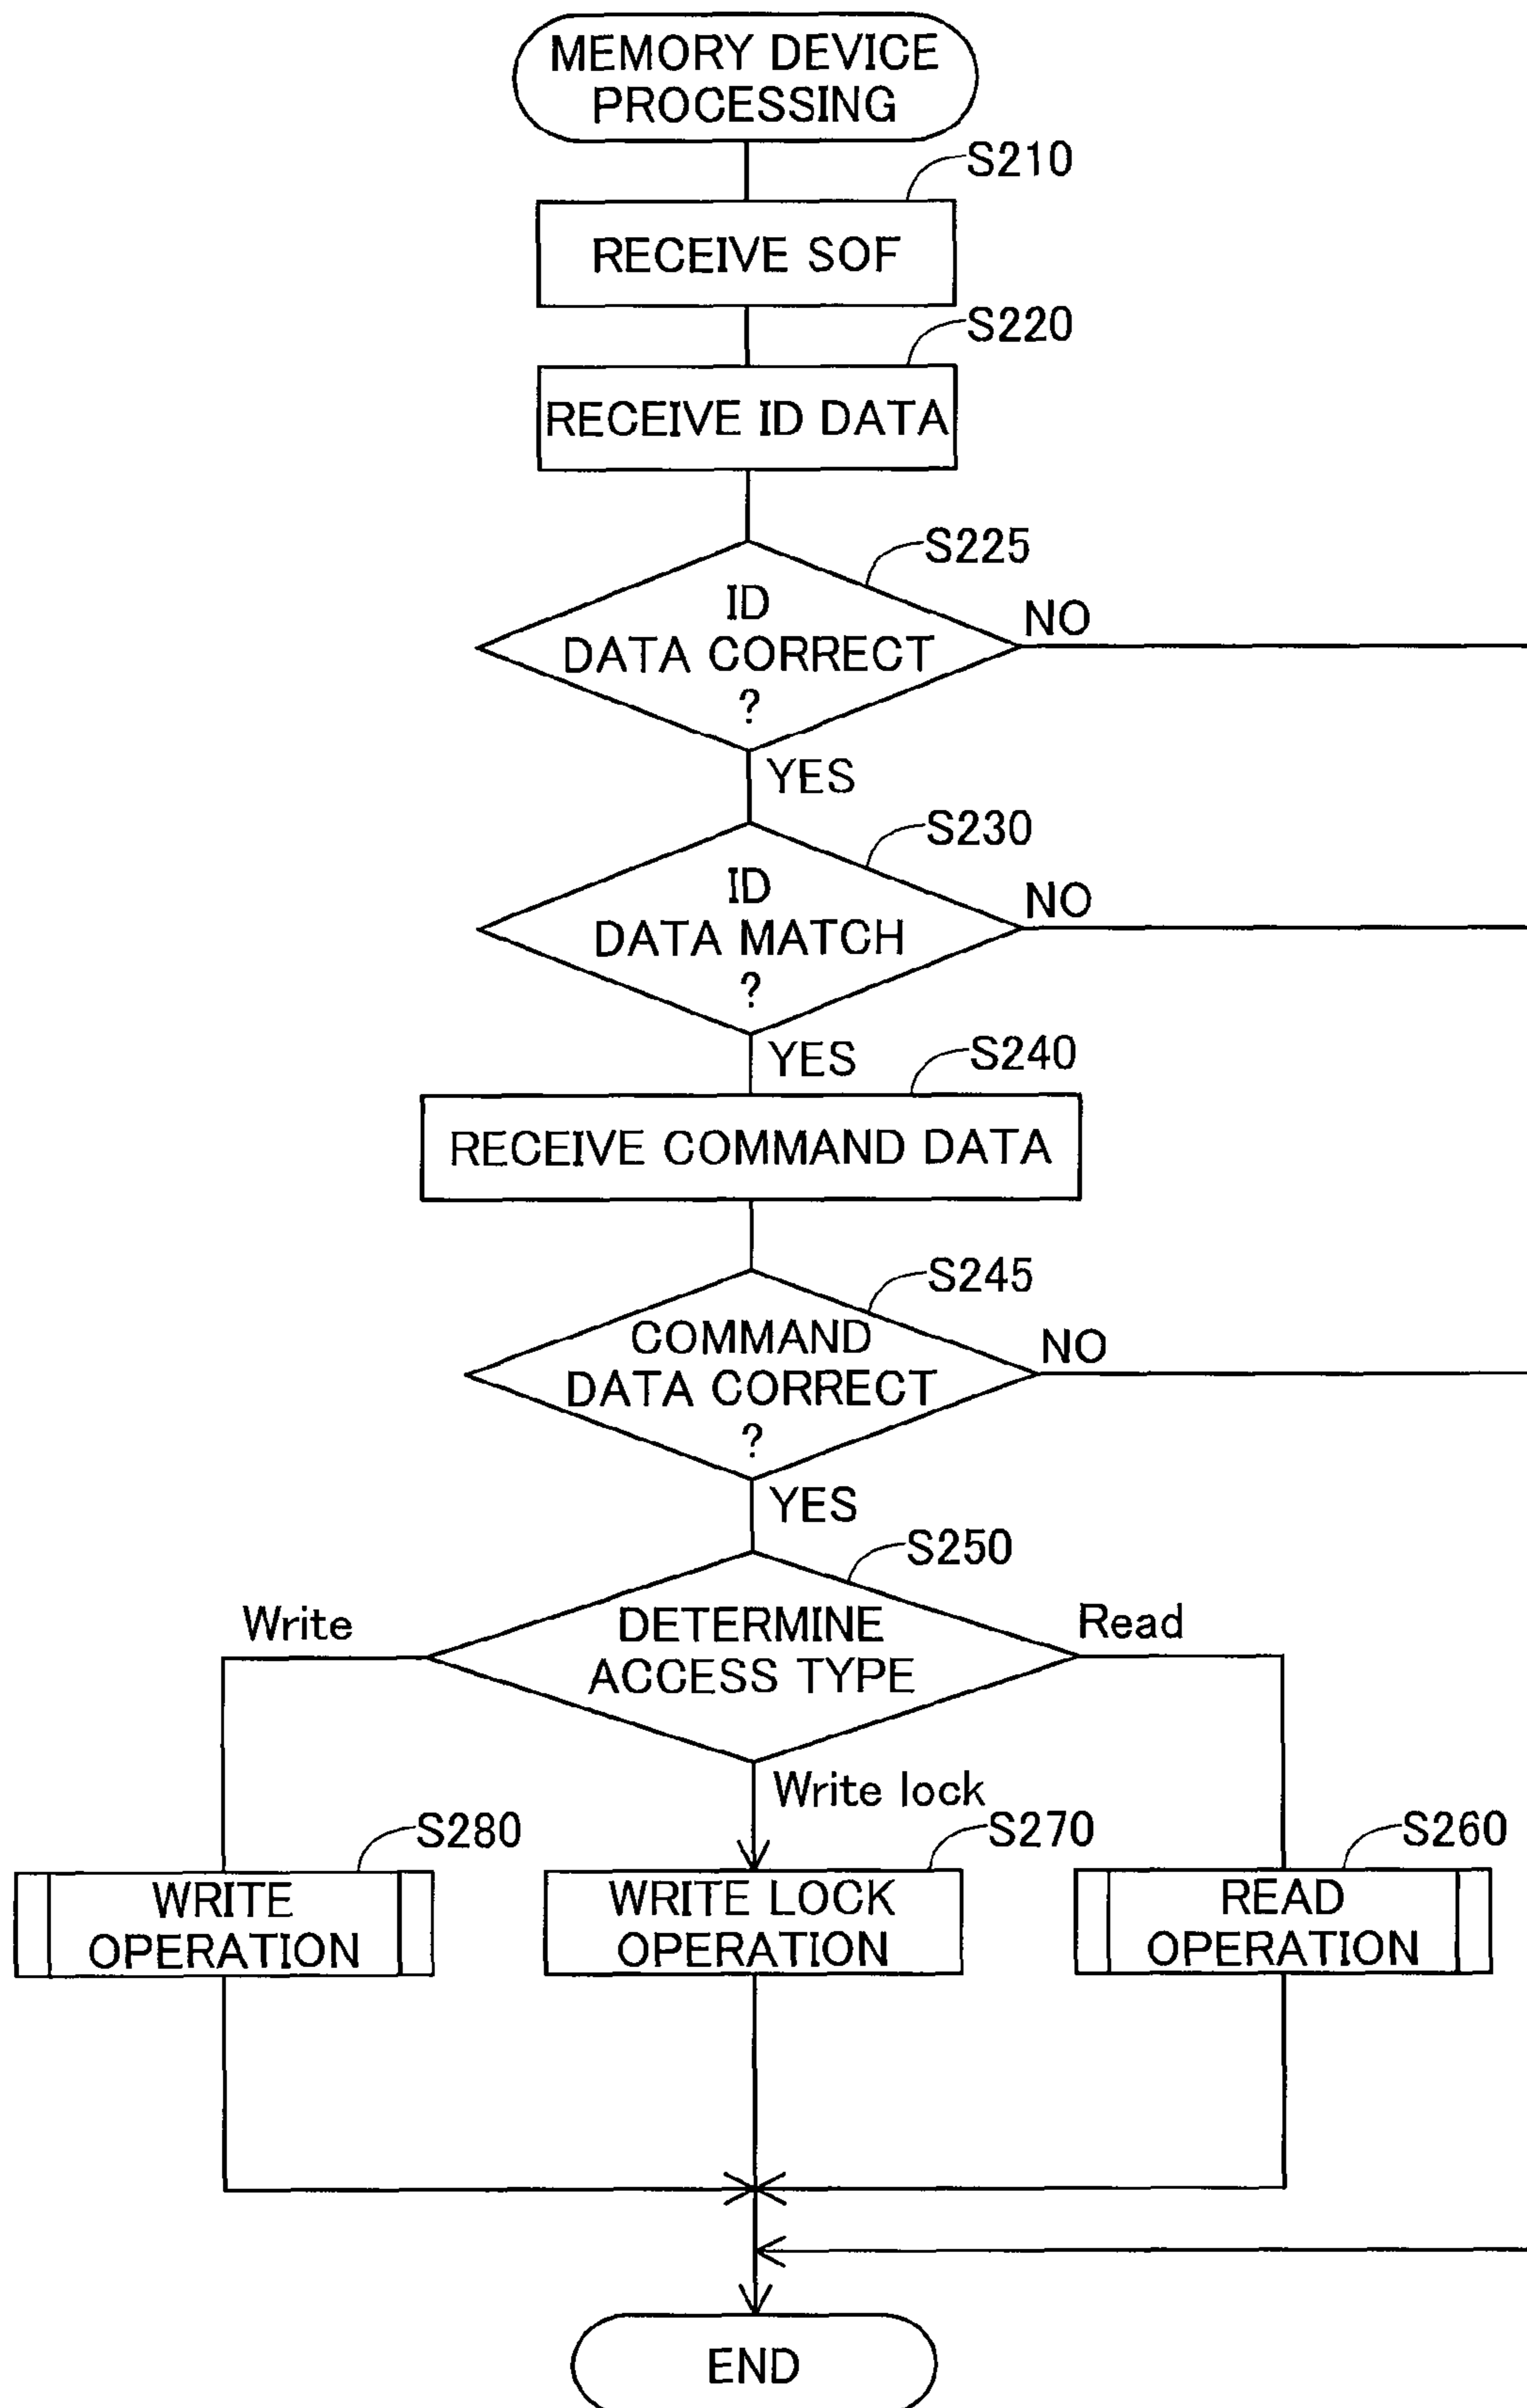 MEMORY DEVICE
PROCESSING
S210
RECEIVE SOF
S220
RECEIVE ID DATA
S225
ID
DATA CORRECT
?
NO
YES
S230
ID
DATA MATCH
?
NO
YES
S240
RECEIVE COMMAND DATA
S245
COMMAND
DATA CORRECT
?
NO
YES
S250
DETERMINE
ACCESS TYPE
Write
Read
Write lock
S280
WRITE
OPERATION
S270
WRITE LOCK
OPERATION
S260
READ
OPERATION
END